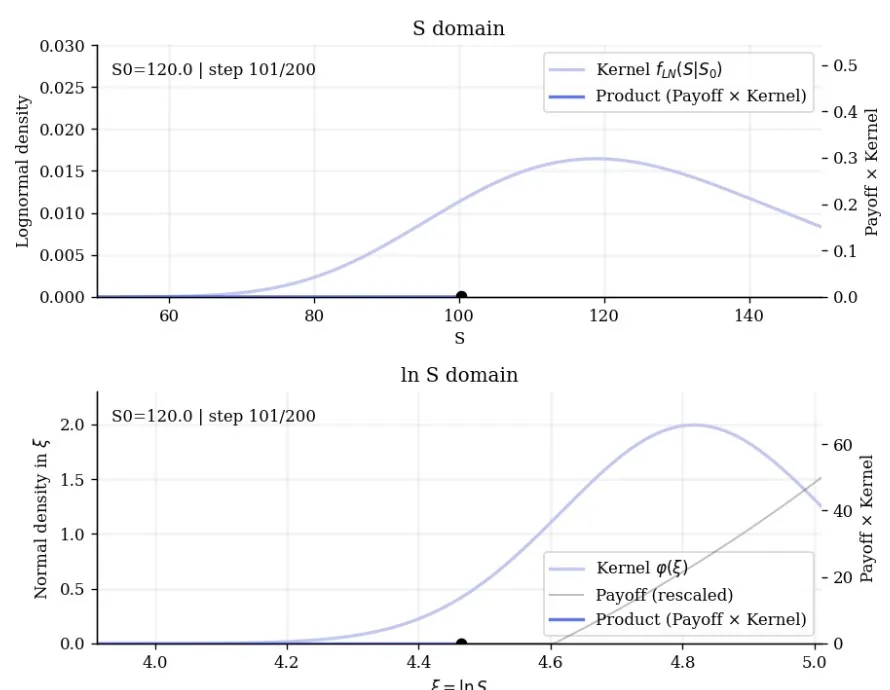 S domain
0.030
0.025
0.020
0.015
0.010
0.005
0.000
Lognormal density
S0=120.0 | step 101/200
Kernel f_{LN}(S|S_0)
Product (Payoff × Kernel)
0.5
0.4
0.3
0.2
0.1
0.0
Payoff × Kernel
60 80 100 120 140
S
ln S domain
2.0
1.5
1.0
0.5
0.0
Normal density in ξ
S0=120.0 | step 101/200
Kernel φ(ξ)
Payoff (rescaled)
Product (Payoff × Kernel)
60
40
20
0
Payoff × Kernel
4.0 4.2 4.4 4.6 4.8 5.0
ξ = ln S